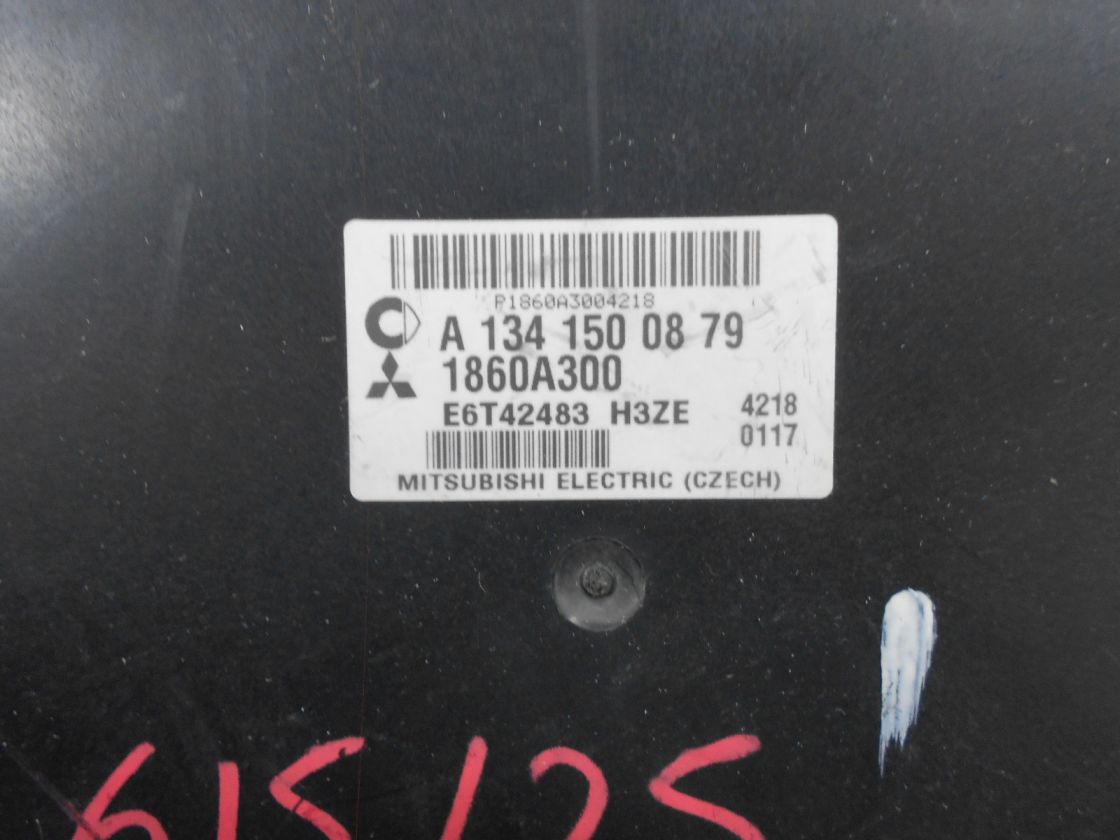 P1860A3004218
A 134 150 08 79
1860A300
E6T42483 H3ZE 4218
0117
MITSUBISHI ELECTRIC (CZECH)